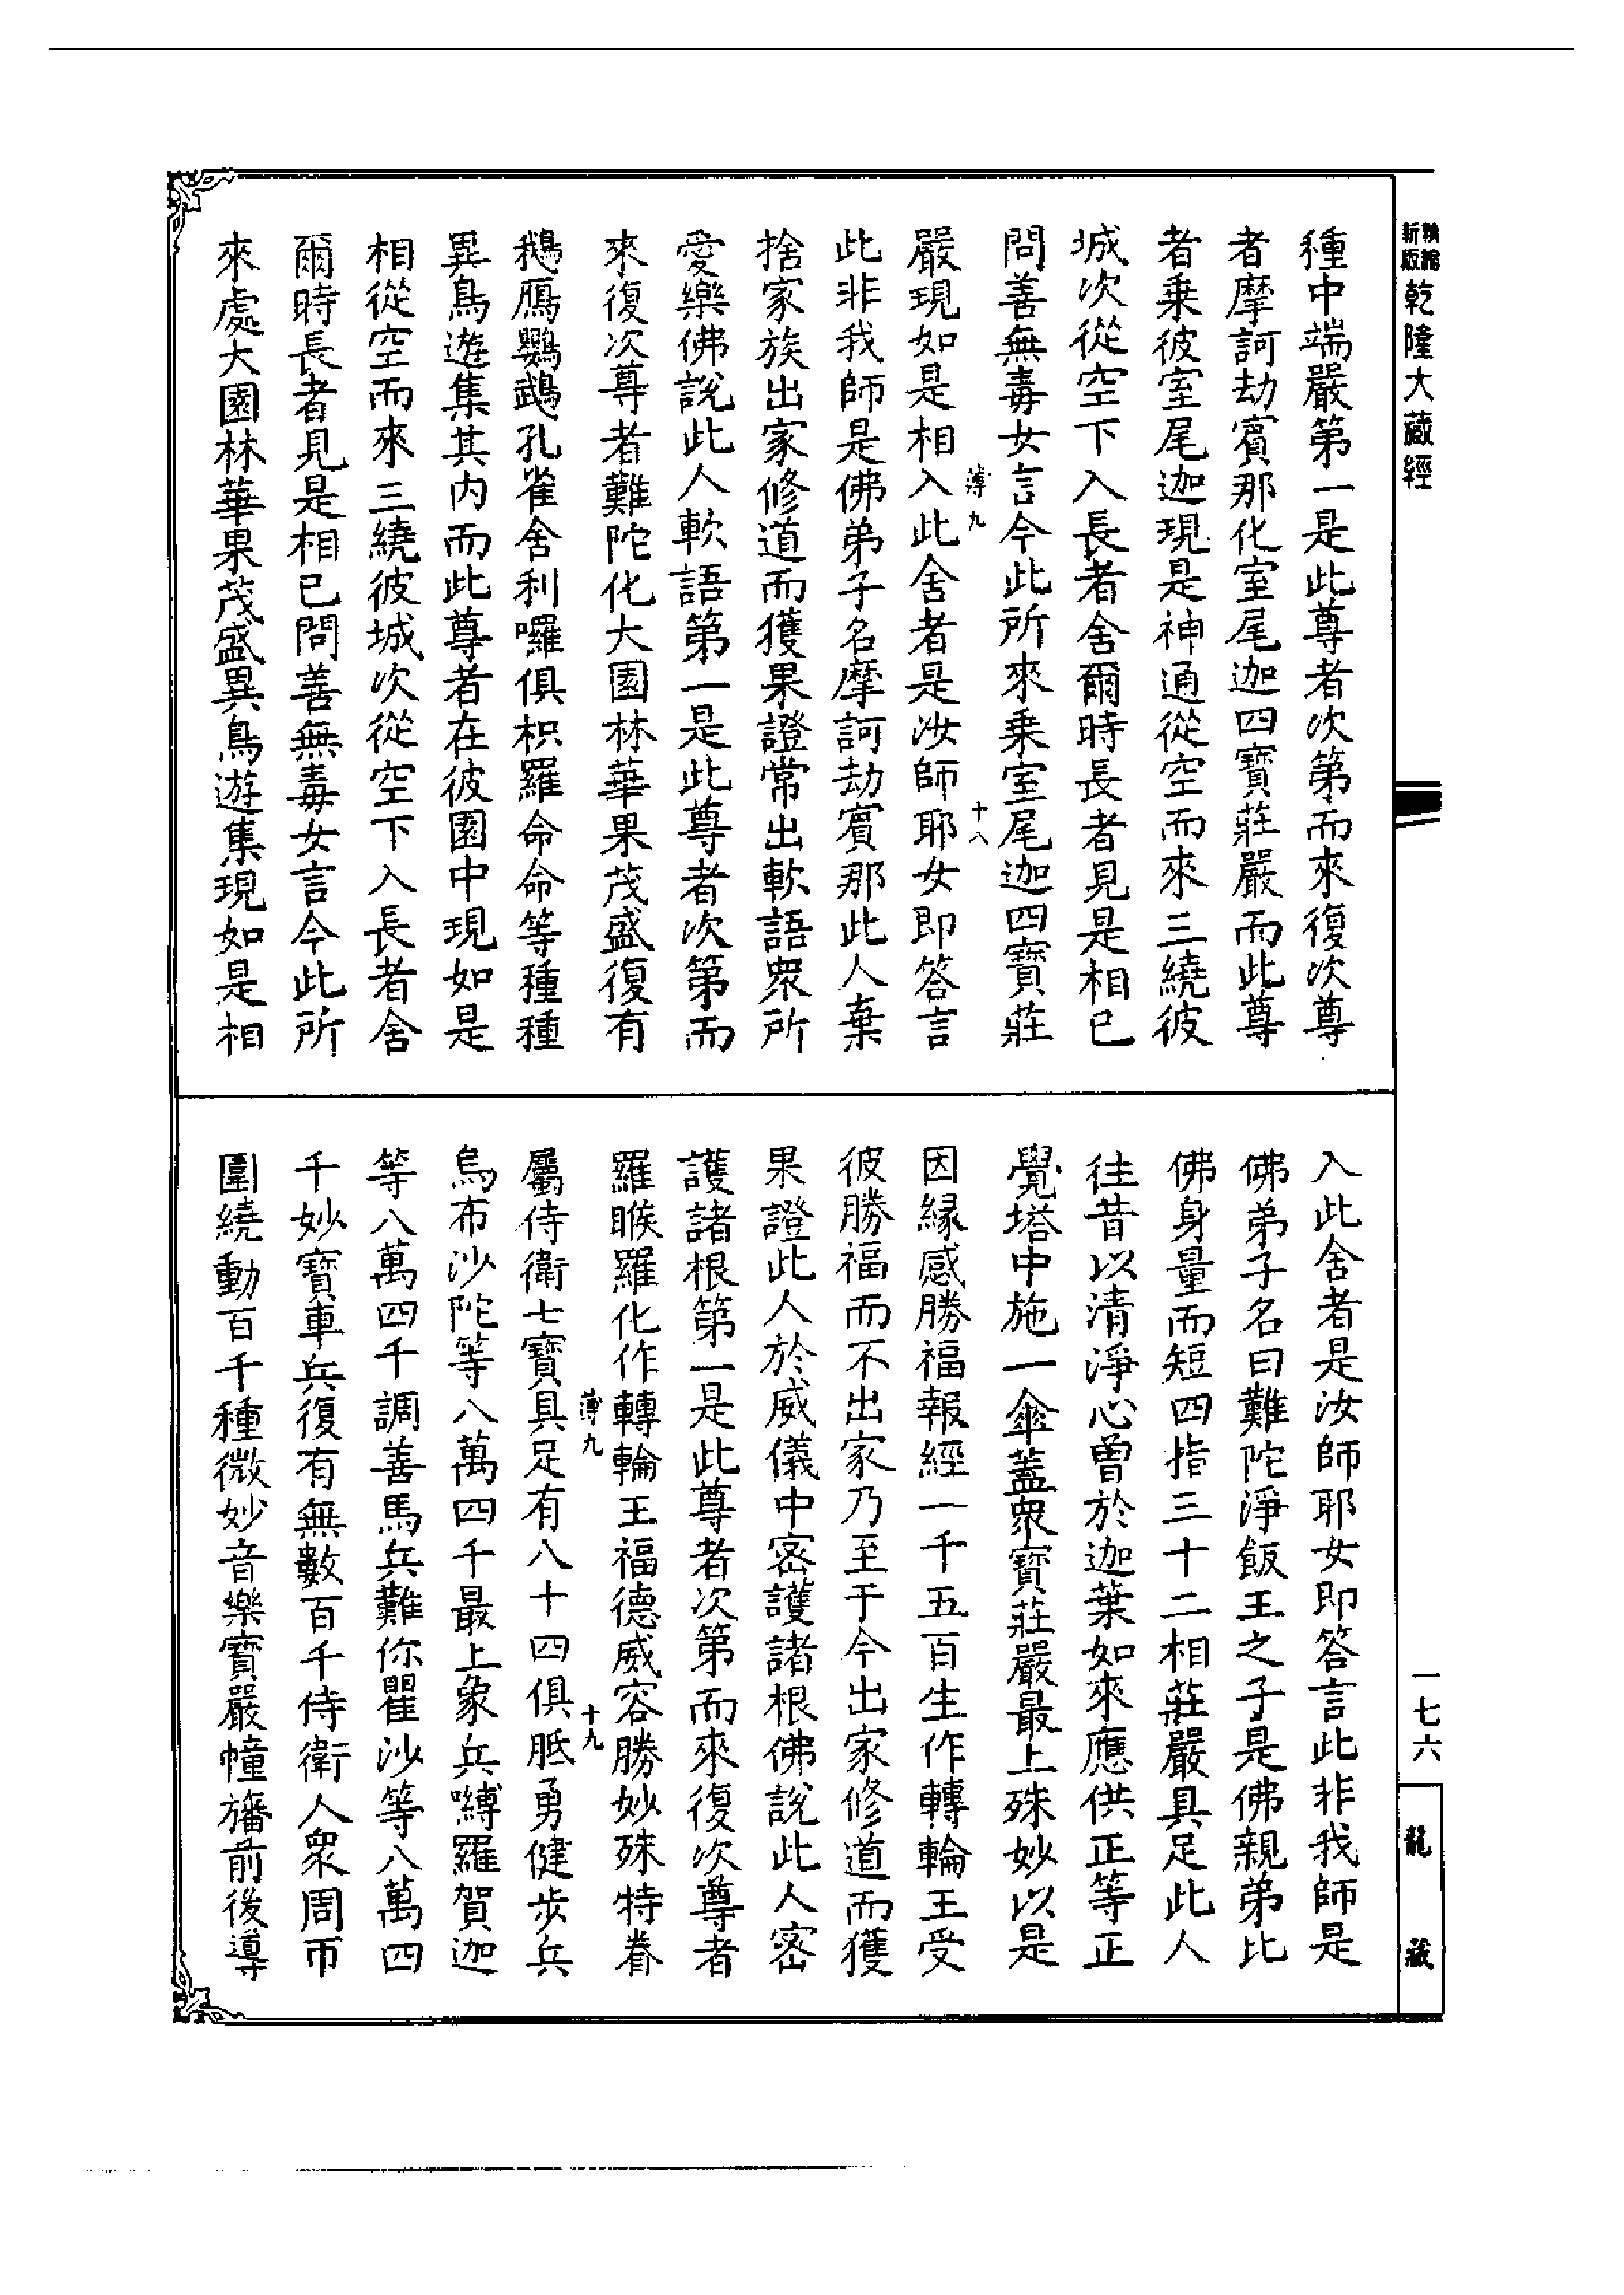 新版精縮乾隆大藏經
種中端嚴第一是此尊者次第而來復次尊
者摩訶劫賓那化室尾迦四寶莊嚴而此尊
者乗彼室尾迦現是神通從空而來三繞彼
城次從空下入長者舍爾時長者見是相已
問善無毒女言今此所來乗室尾迦四寶莊
嚴現如是相入此舍者是汝師耶女即答言
薄九
十八
此非我師是佛弟子名摩訶劫賓那此人棄
捨家族出家修道而獲果證常出軟語衆所
愛樂佛說此人軟語第一是此尊者次第而
來復次尊者難陀化大園林華果茂盛復有
鵝鴈鸚鵡孔雀舍利囉俱枳羅命命等種種
異鳥遊集其内而此尊者在彼園中現如是
相從空而來三繞彼城次從空下入長者舍
爾時長者見是相已問善無毒女言今此所
來處大園林華果茂盛異鳥遊集現如是相
入此舍者是汝師耶女即答言此非我師是
佛弟子名曰難陀淨飯王之子是佛親弟比
佛身量而短四指三十二相莊嚴具足此人
往昔以清淨心曽於迦葉如來應供正等正
覺塔中施一傘蓋衆寶莊嚴最上殊妙以是
因緣感勝福報經一千五百生作轉輪王受
彼勝福而不出家乃至于今出家修道而獲
果證此人於威儀中密護諸根佛說此人密
護諸根第一是此尊者次第而來復次尊者
羅睺羅化作轉輪王福德威容勝妙殊特眷
薄九
十九
屬侍衛七寶具足有八十四俱胝勇健步兵
烏布沙陀等八萬四千最上象兵嚩羅賀迦
等八萬四千調善馬兵難你瞿沙等八萬四
千妙寶車兵復有無數百千侍衛人衆周帀
圍繞動百千種微妙音樂寶嚴幢旛前後導
一七六
龍藏